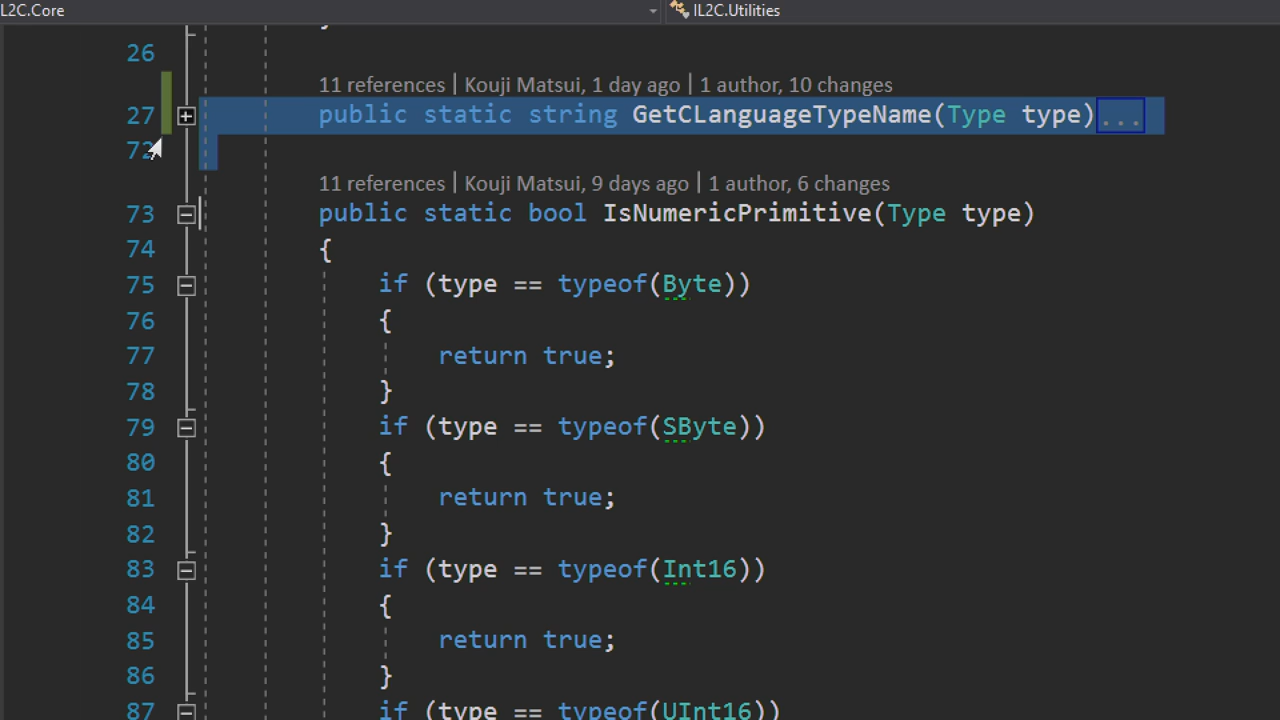 L2C.Core IL2C.Utilities
26
11 references | Kouji Matsui, 1 day ago | 1 author, 10 changes
27 public static string GetCLanguageTypeName(Type type)...
72
11 references | Kouji Matsui, 9 days ago | 1 author, 6 changes
73 public static bool IsNumericPrimitive(Type type)
74 {
75 if (type == typeof(Byte))
76 {
77 return true;
78 }
79 if (type == typeof(SByte))
80 {
81 return true;
82 }
83 if (type == typeof(Int16))
84 {
85 return true;
86 }
87 if (type == typeof(UInt16))